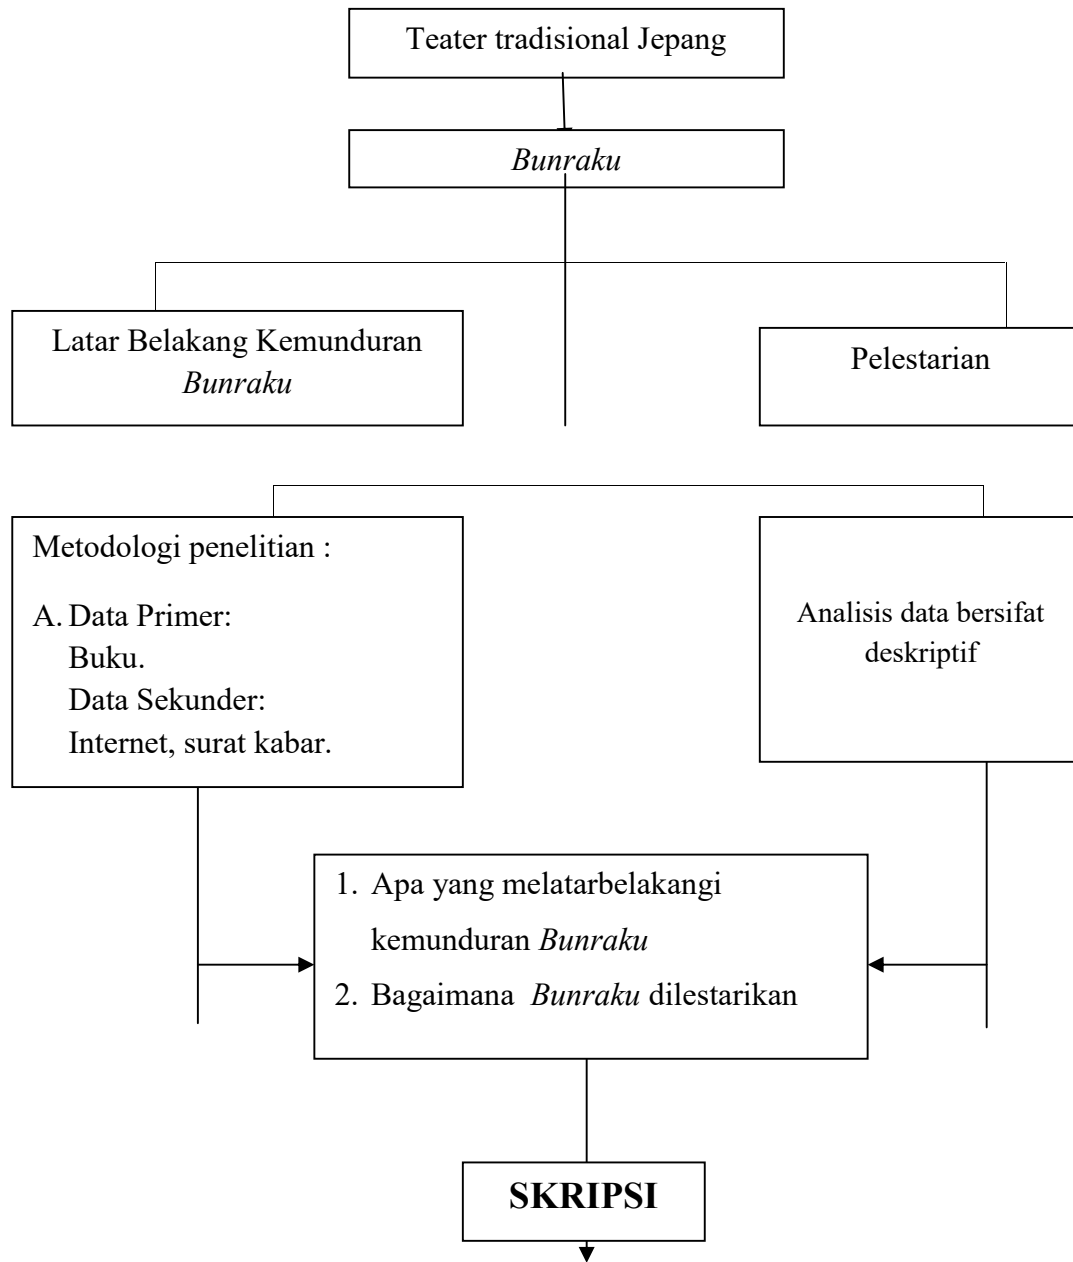 Teater tradisional Jepang
Bunraku
Latar Belakang Kemunduran
Bunraku
Pelestarian
Metodologi penelitian :
A. Data Primer:
Buku.
Data Sekunder:
Internet, surat kabar.
Analisis data bersifat
deskriptif
1. Apa yang melatarbelakangi
kemunduran Bunraku
2. Bagaimana Bunraku dilestarikan
SKRIPSI